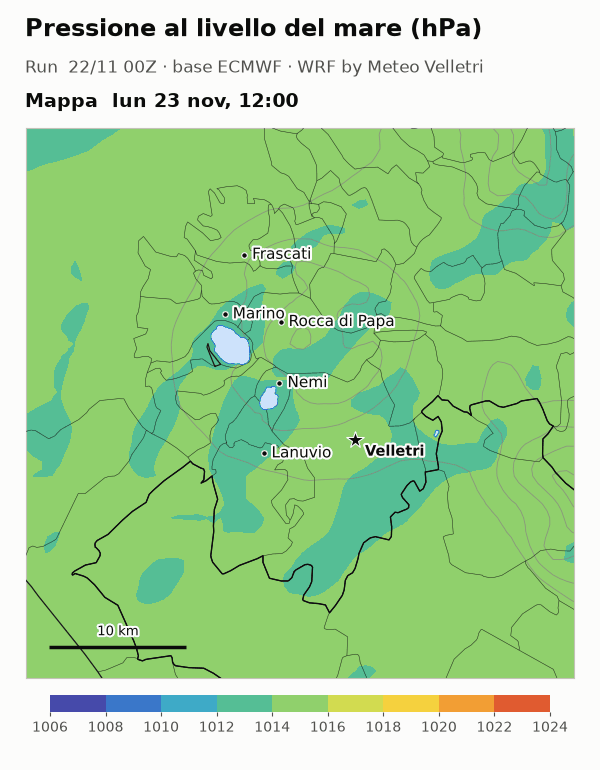 Pressione al livello del mare (hPa)
Run  22/11 00Z · base ECMWF · WRF by Meteo Velletri
Mappa  lun 23 nov, 12:00
Frascati
Marino
Rocca di Papa
Nemi
Velletri
Lanuvio
10 km
1006 1008 1010 1012 1014 1016 1018 1020 1022 1024